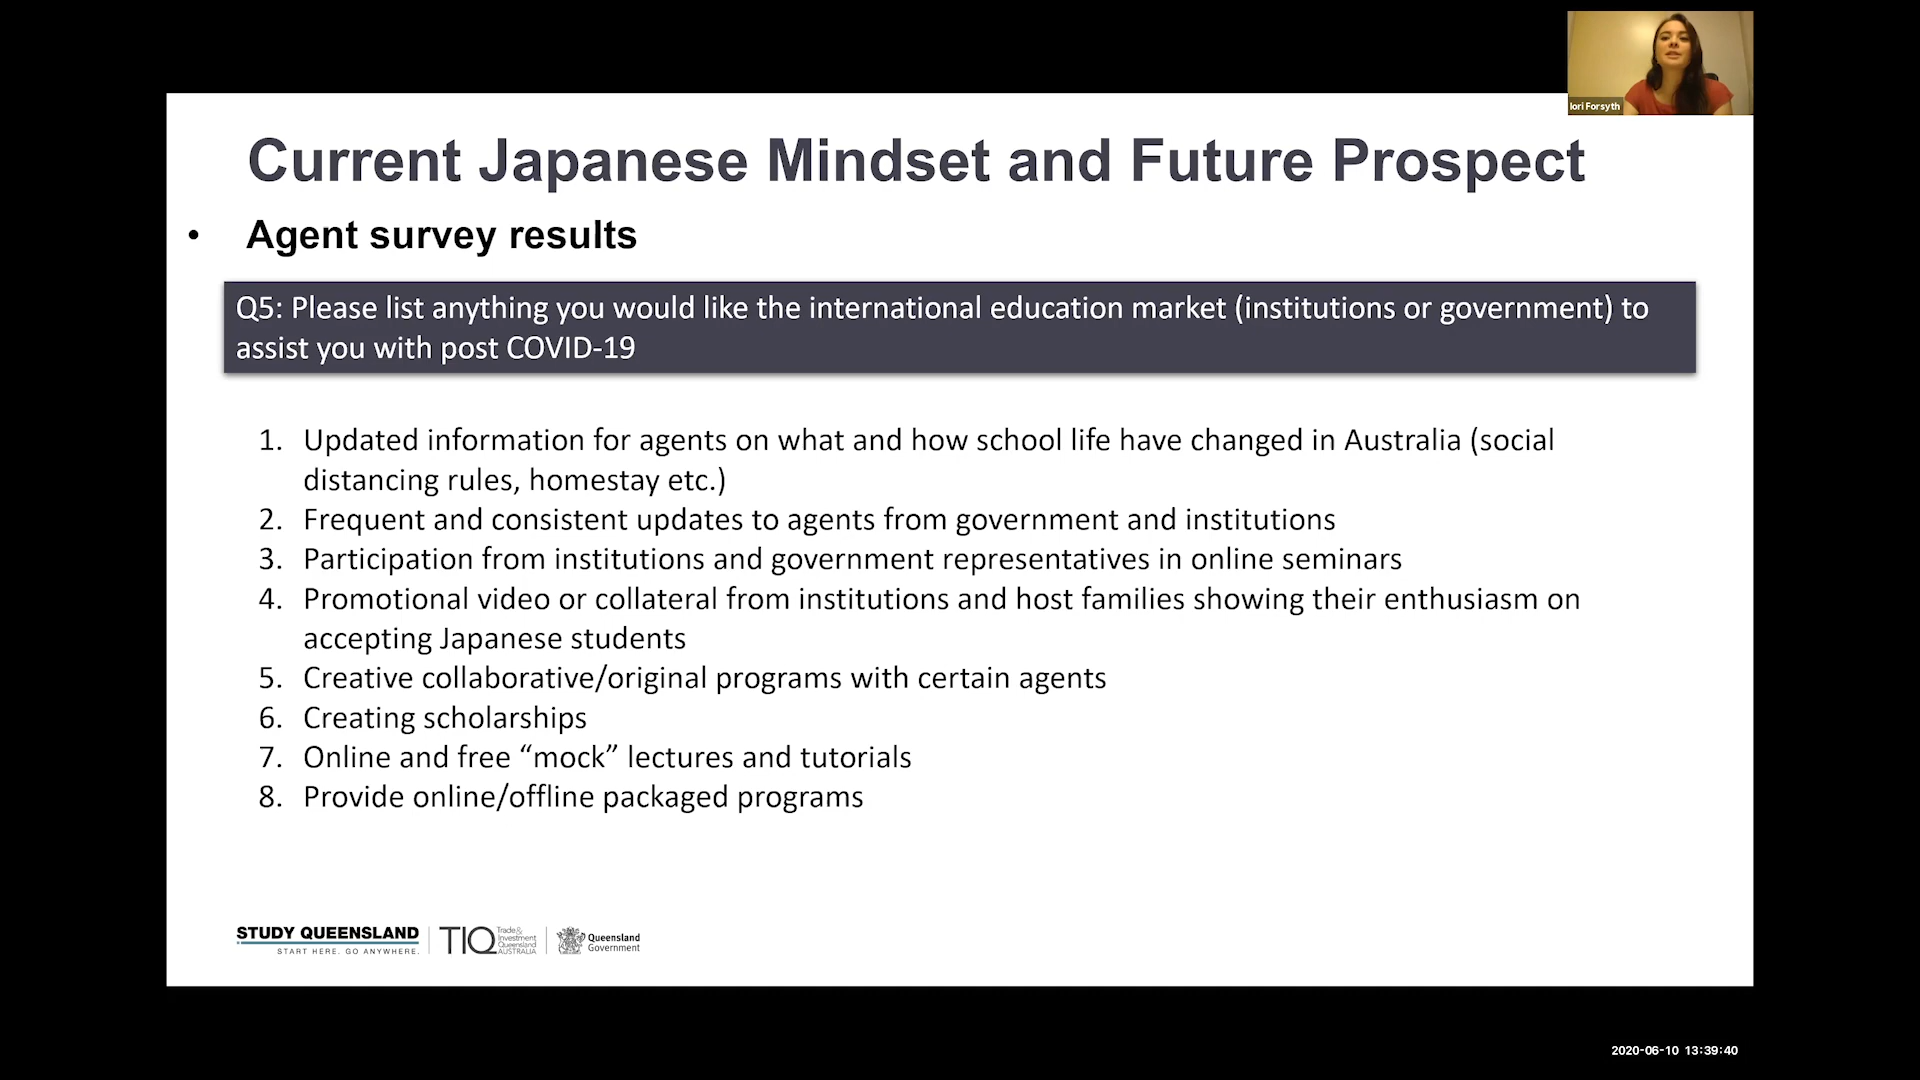 Iori Forsyth
Current Japanese Mindset and Future Prospect
• Agent survey results
Q5: Please list anything you would like the international education market (institutions or government) to
assist you with post COVID-19
1. Updated information for agents on what and how school life have changed in Australia (social
distancing rules, homestay etc.)
2. Frequent and consistent updates to agents from government and institutions
3. Participation from institutions and government representatives in online seminars
4. Promotional video or collateral from institutions and host families showing their enthusiasm on
accepting Japanese students
5. Creative collaborative/original programs with certain agents
6. Creating scholarships
7. Online and free “mock” lectures and tutorials
8. Provide online/offline packaged programs
STUDY QUEENSLAND
START HERE. GO ANYWHERE.
TIQ
Trade &
Investment
Queensland
AUSTRALIA
Queensland
Government
2020-06-10 13:39:40